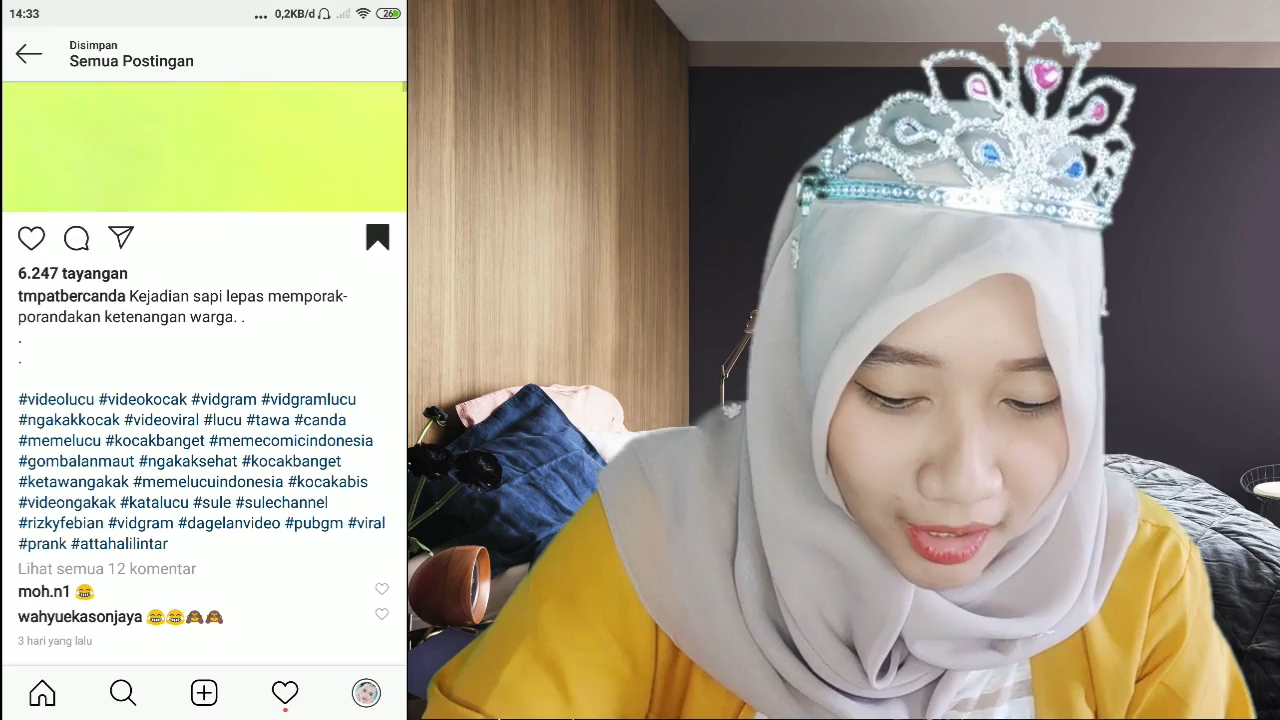 14:33
... 0,2KB/d
26
Disimpan
Semua Postingan
6.247 tayangan
tmpatbercanda Kejadian sapi lepas memporak-
porandakan ketenangan warga. .
.
.
#videolucu #videokocak #vidgram #vidgramlucu
#ngakakkocak #videoviral #lucu #tawa #canda
#memelucu #kocakbanget #memecomicindonesia
#gombalanmaut #ngakaksehat #kocakbanget
#ketawangakak #memelucuindonesia #kocakabis
#videongakak #katalucu #sule #sulechannel
#rizkyfebian #vidgram #dagelanvideo #pubgm #viral
#prank #attahalilintar
Lihat semua 12 komentar
moh.n1 😂
wahyuekasonjaya 😂😂🙈🙈
3 hari yang lalu